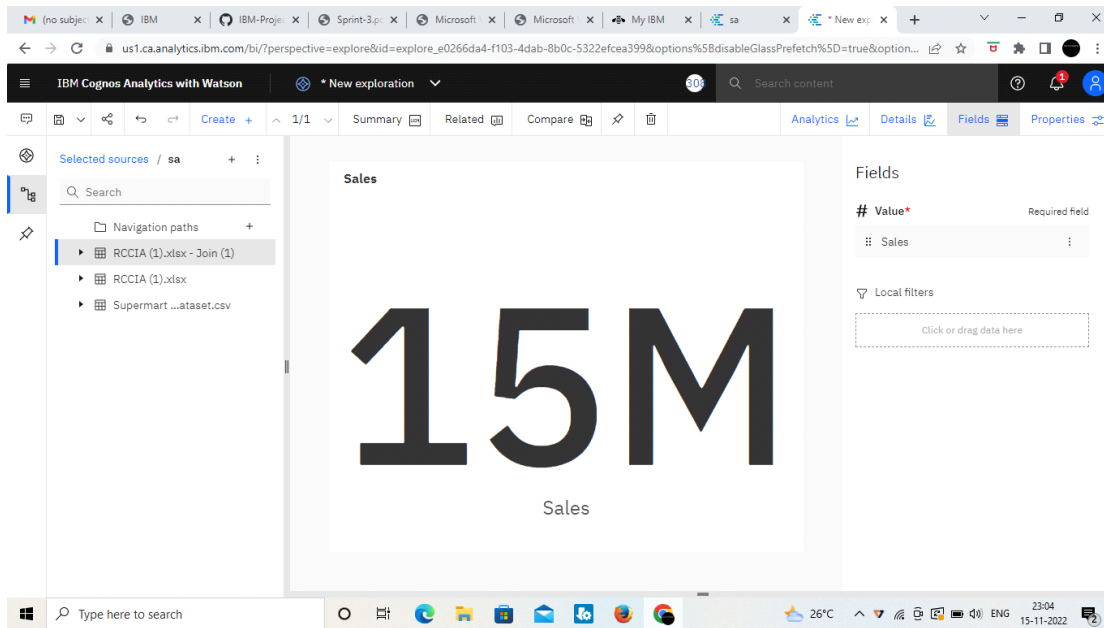 (no subjec
IBM
IBM-Proje
Sprint-3.p
Microsoft
Microsoft
My IBM
sa
* New exp
us1.ca.analytics.ibm.com/bi/?perspective=explore&id=explore_e0266da4-f103-4dab-8b0c-5322efcea399&options%5BdisableGlassPrefetch%5D=true&option...
IBM Cognos Analytics with Watson
* New exploration
308
Search content
1
Create +
1/1
Summary
Related
Compare
Analytics
Details
Fields
Properties
Selected sources / sa
Search
Navigation paths
RCCIA (1).xlsx - Join (1)
RCCIA (1).xlsx
Supermart ...ataset.csv
Sales
15M
Sales
Fields
# Value*
Required field
Sales
Local filters
Click or drag data here
Type here to search
26°C
ENG
23:04
15-11-2022
2